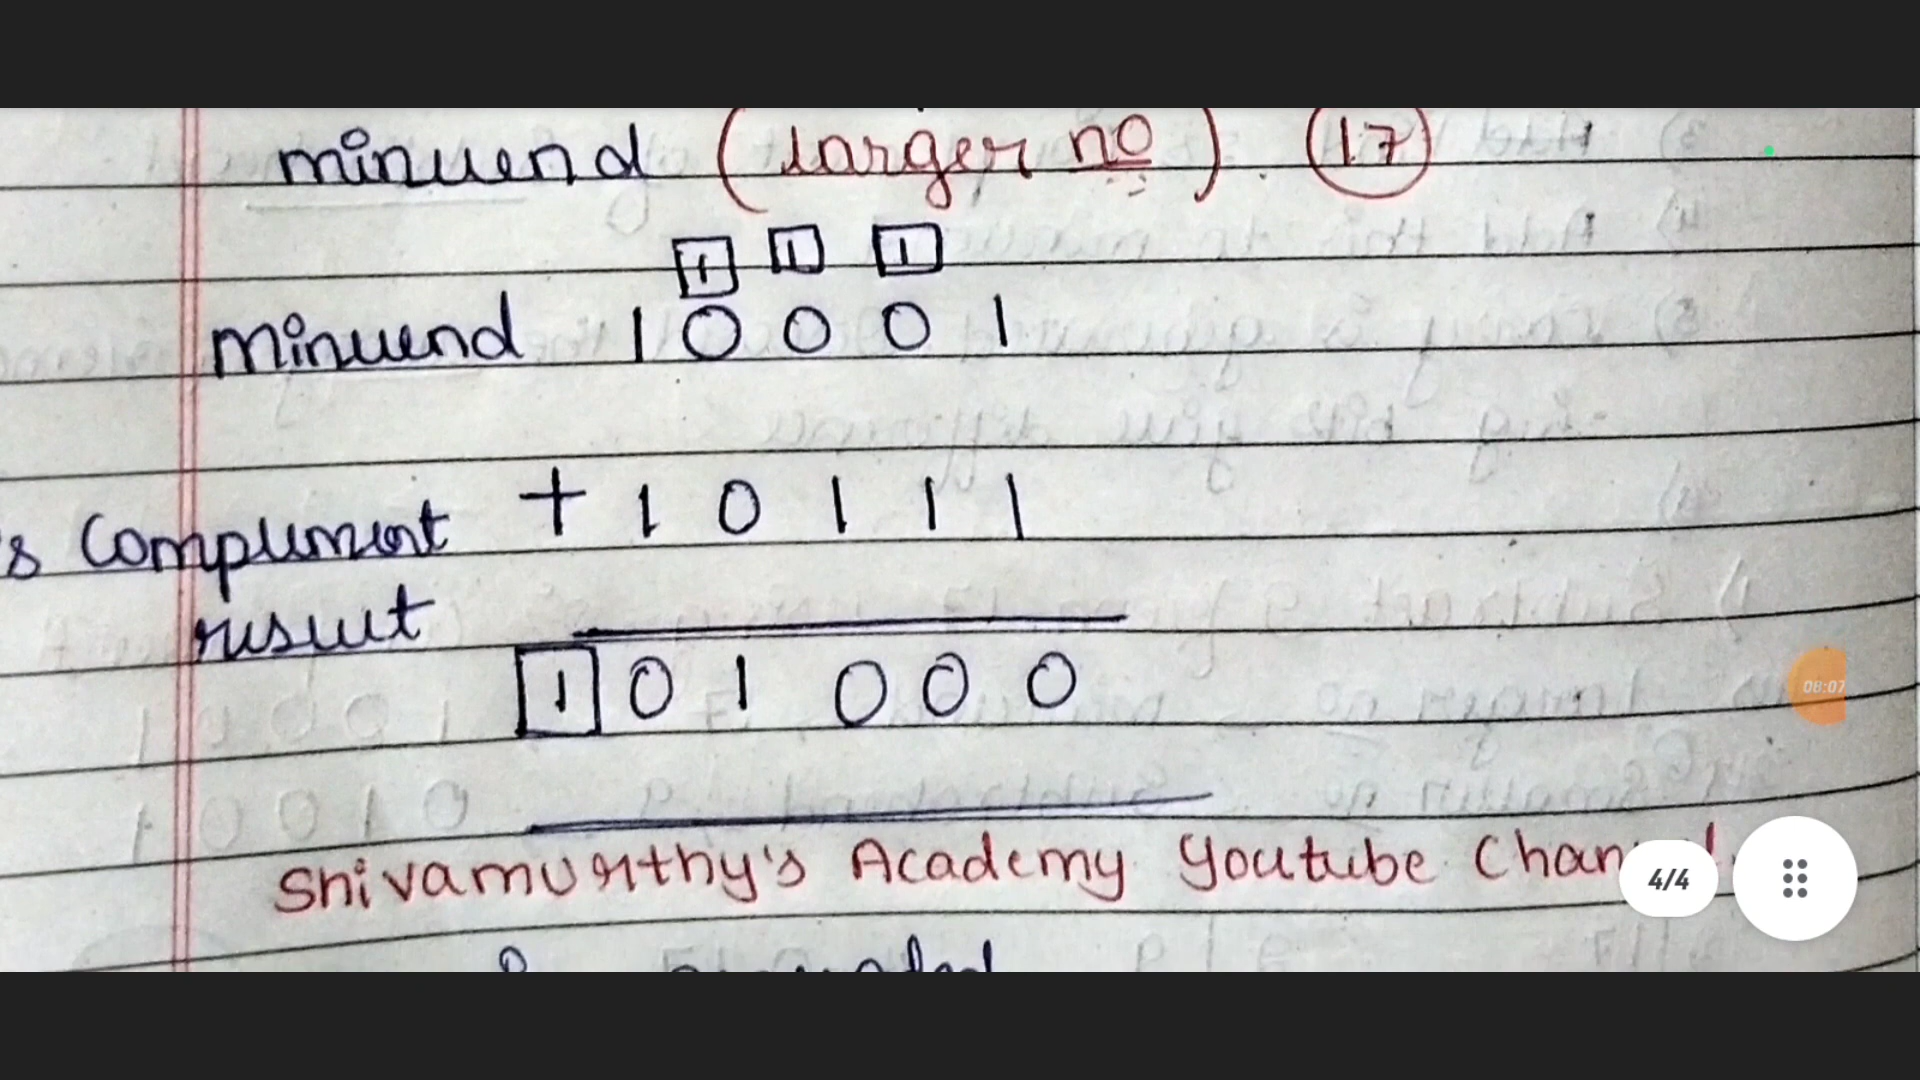 minuend (larger no) 17
1 1 1
minuend 1 0 0 0 1
s Compliment + 1 0 1 1 1
result
1 0 1 0 0 0
08:07
Shivamurthy's Academy Youtube
4/4